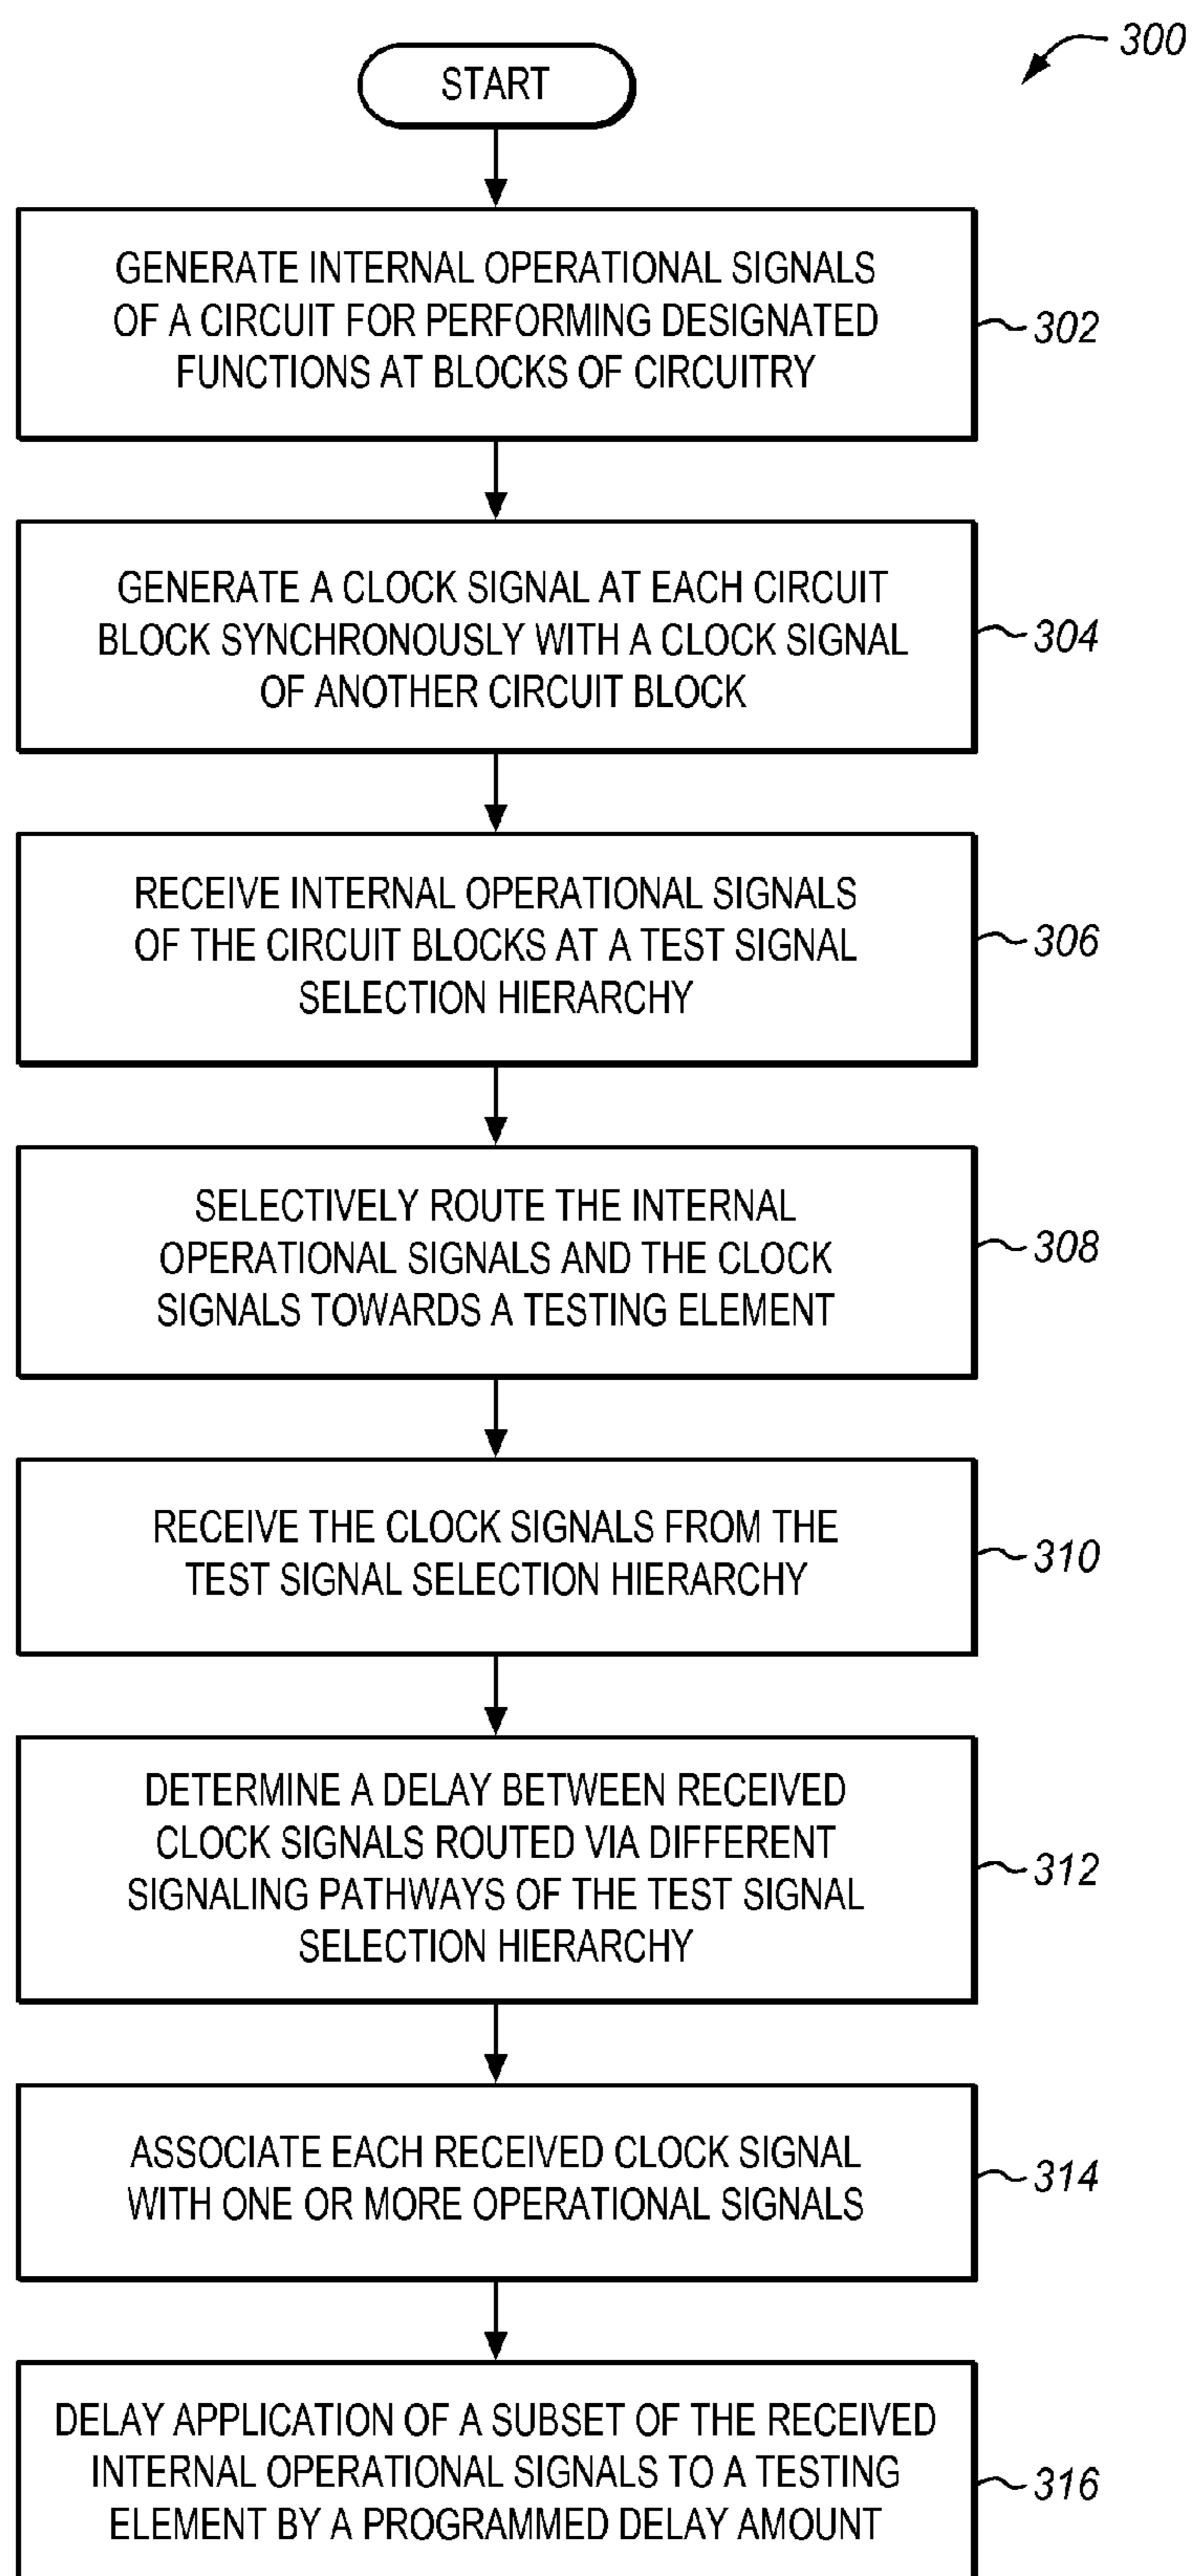 300
START
GENERATE INTERNAL OPERATIONAL SIGNALS
OF A CIRCUIT FOR PERFORMING DESIGNATED
FUNCTIONS AT BLOCKS OF CIRCUITRY
302
GENERATE A CLOCK SIGNAL AT EACH CIRCUIT
BLOCK SYNCHRONOUSLY WITH A CLOCK SIGNAL
OF ANOTHER CIRCUIT BLOCK
304
RECEIVE INTERNAL OPERATIONAL SIGNALS
OF THE CIRCUIT BLOCKS AT A TEST SIGNAL
SELECTION HIERARCHY
306
SELECTIVELY ROUTE THE INTERNAL
OPERATIONAL SIGNALS AND THE CLOCK
SIGNALS TOWARDS A TESTING ELEMENT
308
RECEIVE THE CLOCK SIGNALS FROM THE
TEST SIGNAL SELECTION HIERARCHY
310
DETERMINE A DELAY BETWEEN RECEIVED
CLOCK SIGNALS ROUTED VIA DIFFERENT
SIGNALING PATHWAYS OF THE TEST SIGNAL
SELECTION HIERARCHY
312
ASSOCIATE EACH RECEIVED CLOCK SIGNAL
WITH ONE OR MORE OPERATIONAL SIGNALS
314
DELAY APPLICATION OF A SUBSET OF THE RECEIVED
INTERNAL OPERATIONAL SIGNALS TO A TESTING
ELEMENT BY A PROGRAMMED DELAY AMOUNT
316